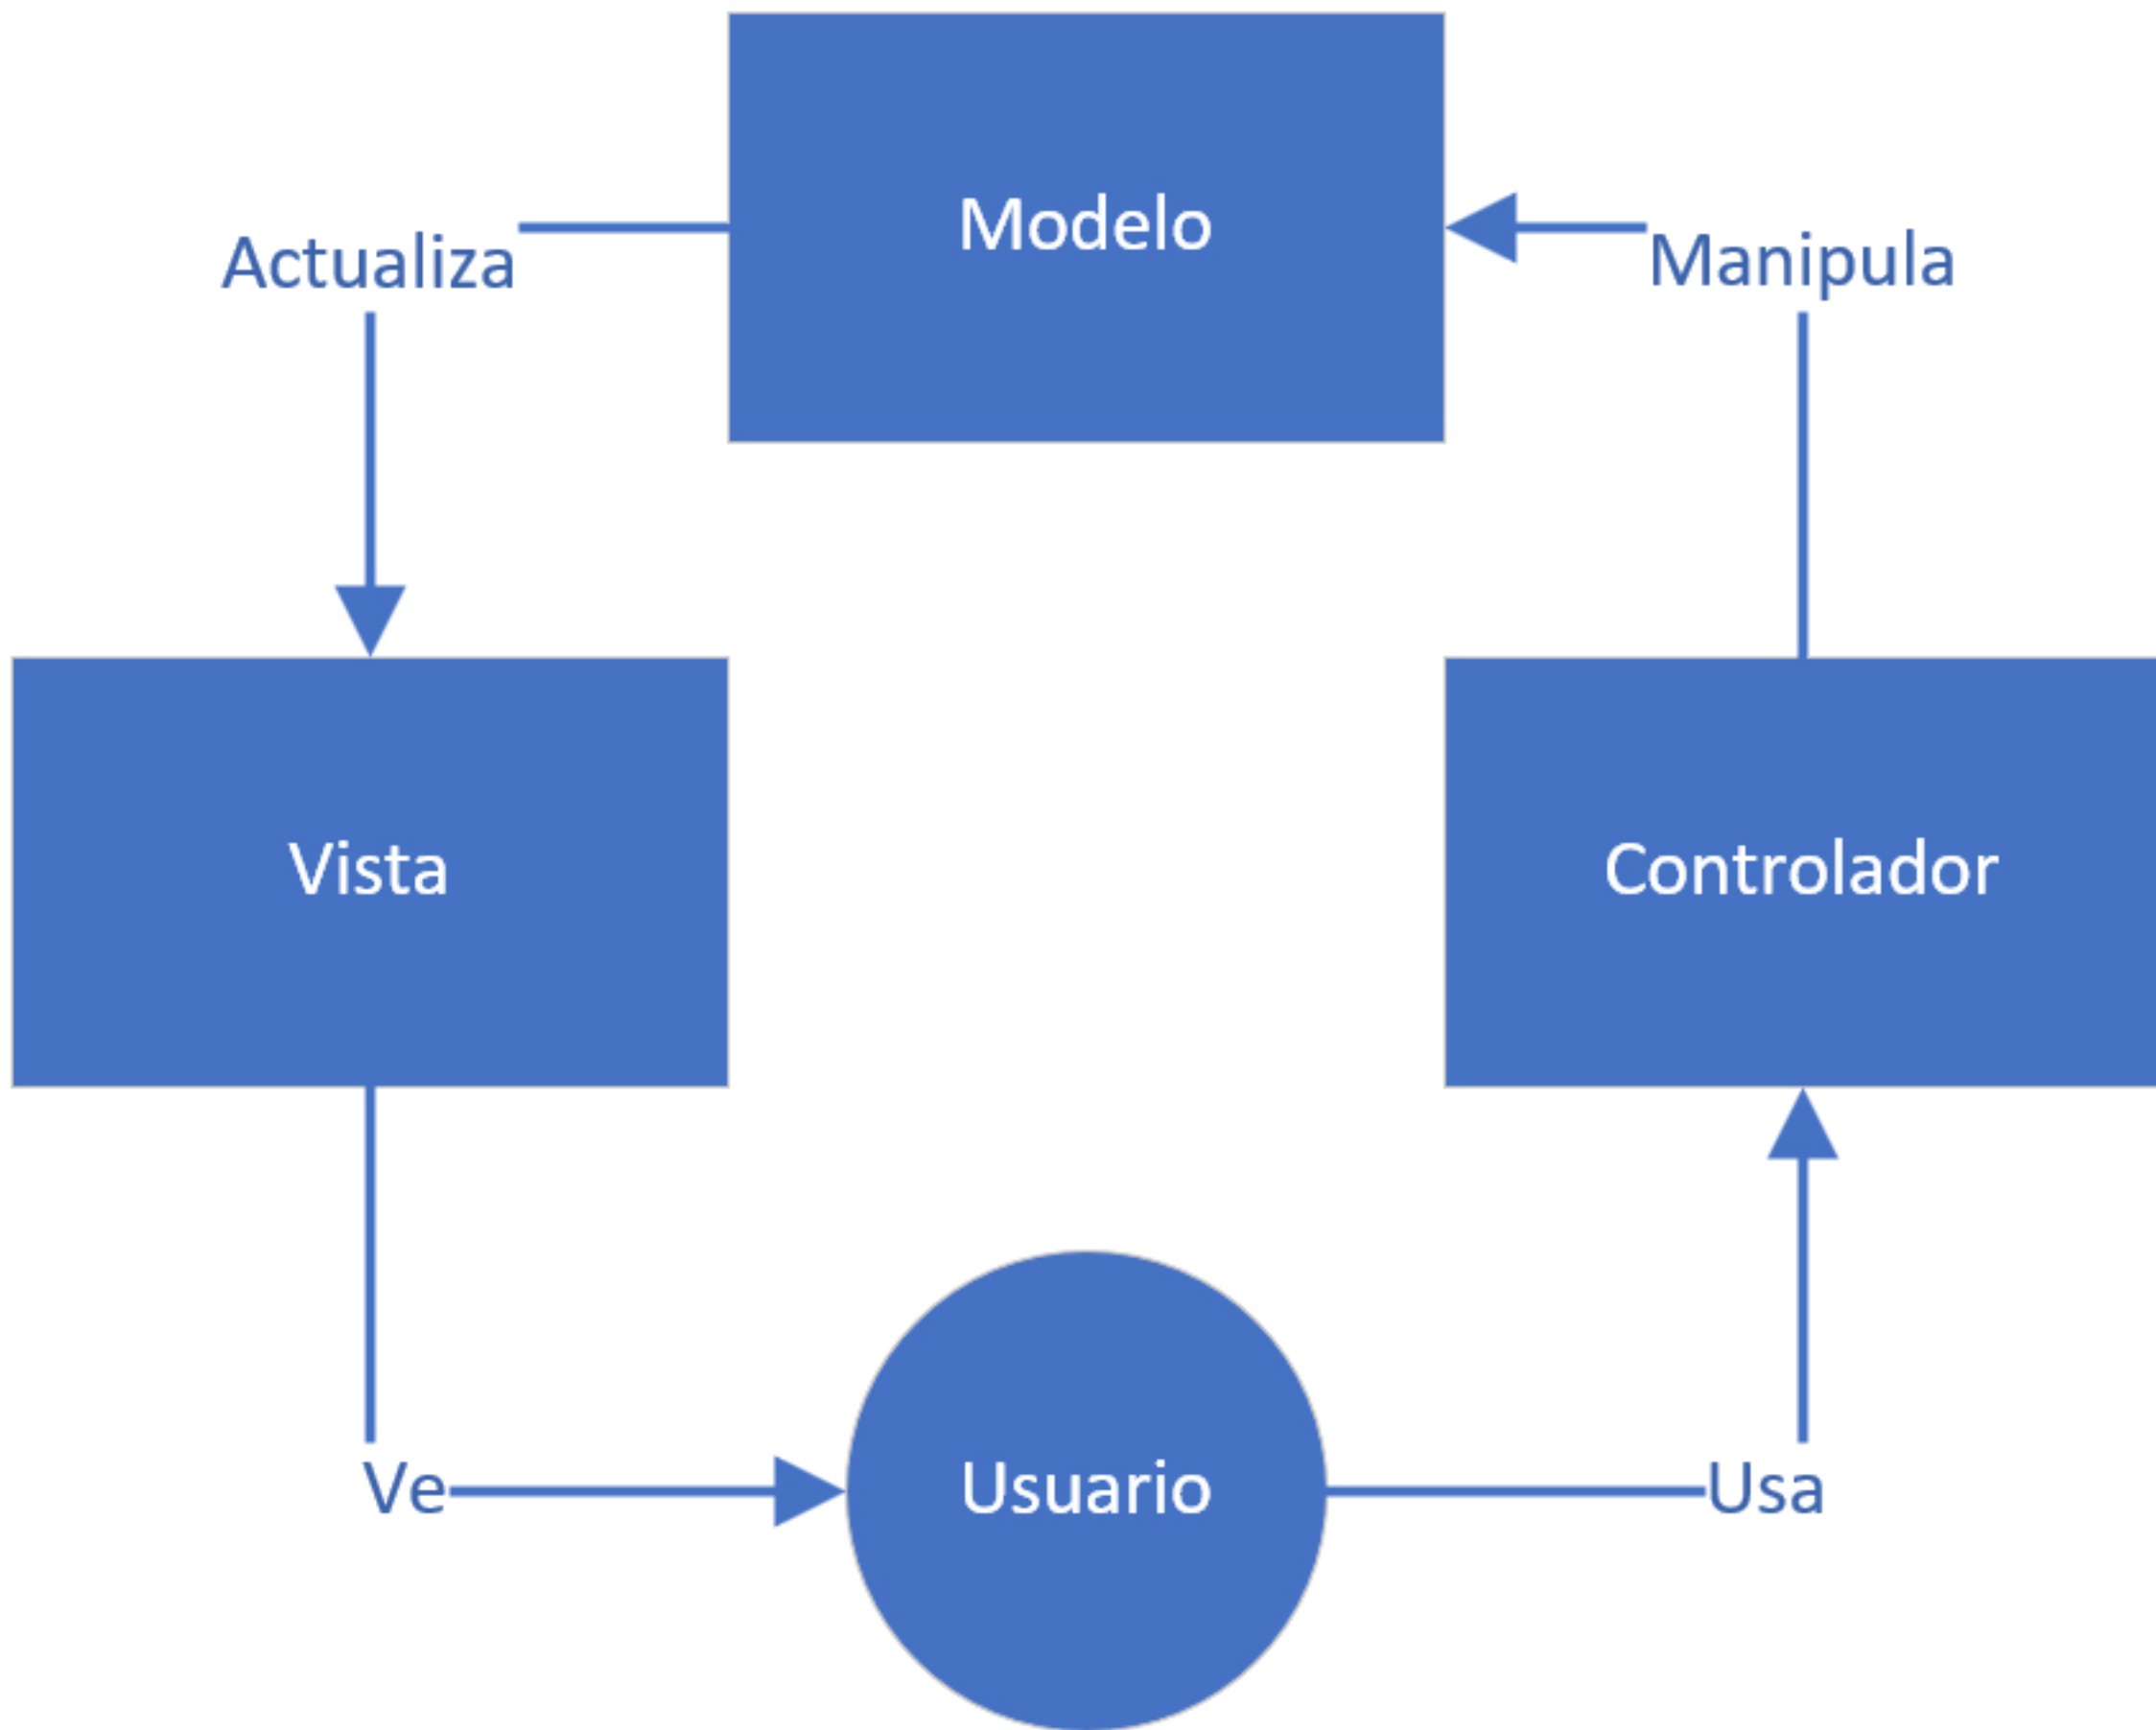 Modelo
Actualiza
Manipula
Vista
Controlador
Ve
Usuario
Usa